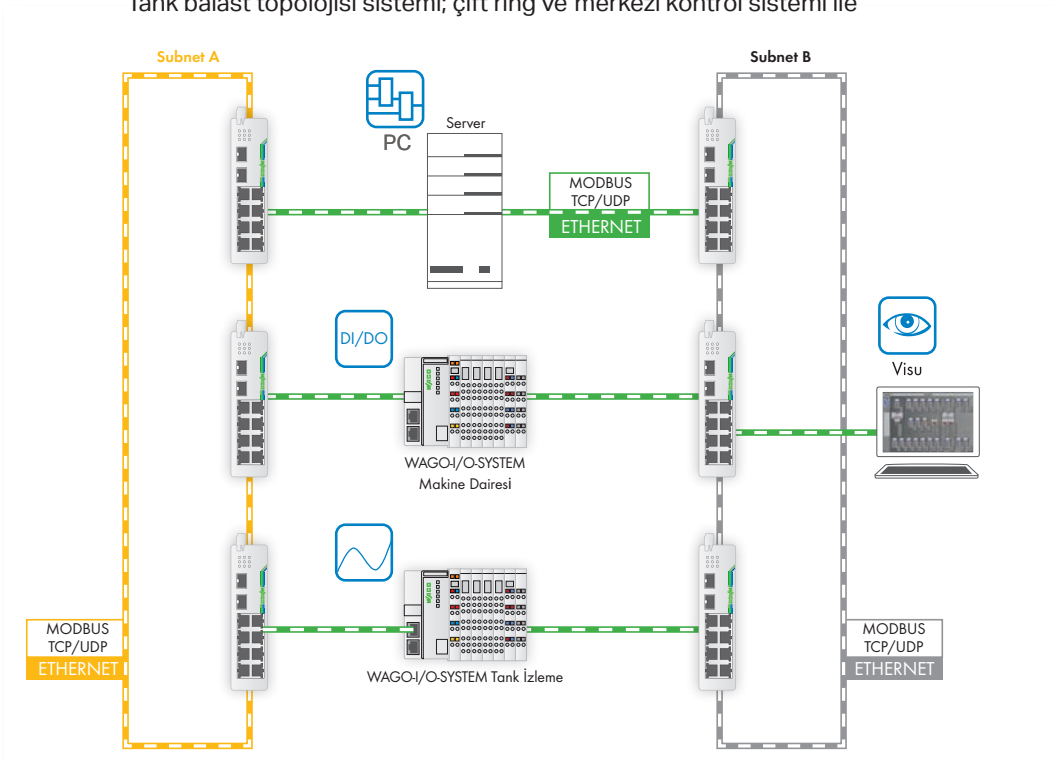 Tank balast topolojisi sistemi; çift ring ve merkezi kontrol sistemi ile
Subnet A
Subnet B
PC
Server
MODBUS
TCP/UDP
ETHERNET
DI/DO
Visu
WAGO
WAGO-I/O-SYSTEM
Makine Dairesi
WAGO
WAGO-I/O-SYSTEM Tank İzleme
MODBUS
TCP/UDP
ETHERNET
MODBUS
TCP/UDP
ETHERNET